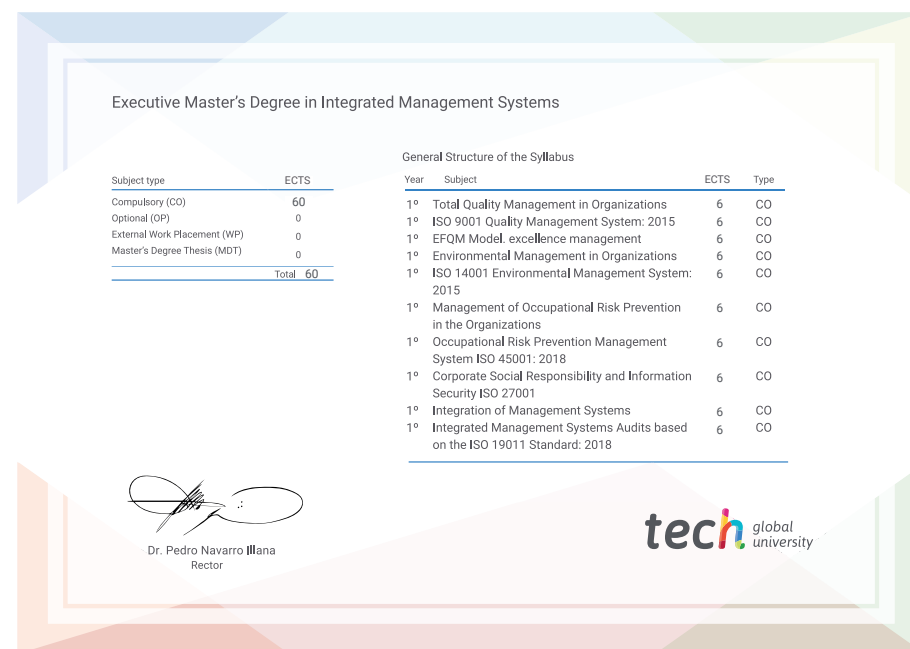 Executive Master's Degree in Integrated Management Systems
Subject type ECTS
Compulsory (CO) 60
Optional (OP) 0
External Work Placement (WP) 0
Master's Degree Thesis (MDT) 0
Total 60
General Structure of the Syllabus
Year Subject ECTS Type
1º Total Quality Management in Organizations 6 CO
1º ISO 9001 Quality Management System: 2015 6 CO
1º EFQM Model. excellence management 6 CO
1º Environmental Management in Organizations 6 CO
1º ISO 14001 Environmental Management System: 6 CO
2015
1º Management of Occupational Risk Prevention 6 CO
in the Organizations
1º Occupational Risk Prevention Management 6 CO
System ISO 45001: 2018
1º Corporate Social Responsibility and Information 6 CO
Security ISO 27001
1º Integration of Management Systems 6 CO
1º Integrated Management Systems Audits based 6 CO
on the ISO 19011 Standard: 2018
Dr. Pedro Navarro Illana
Rector
tech global
university